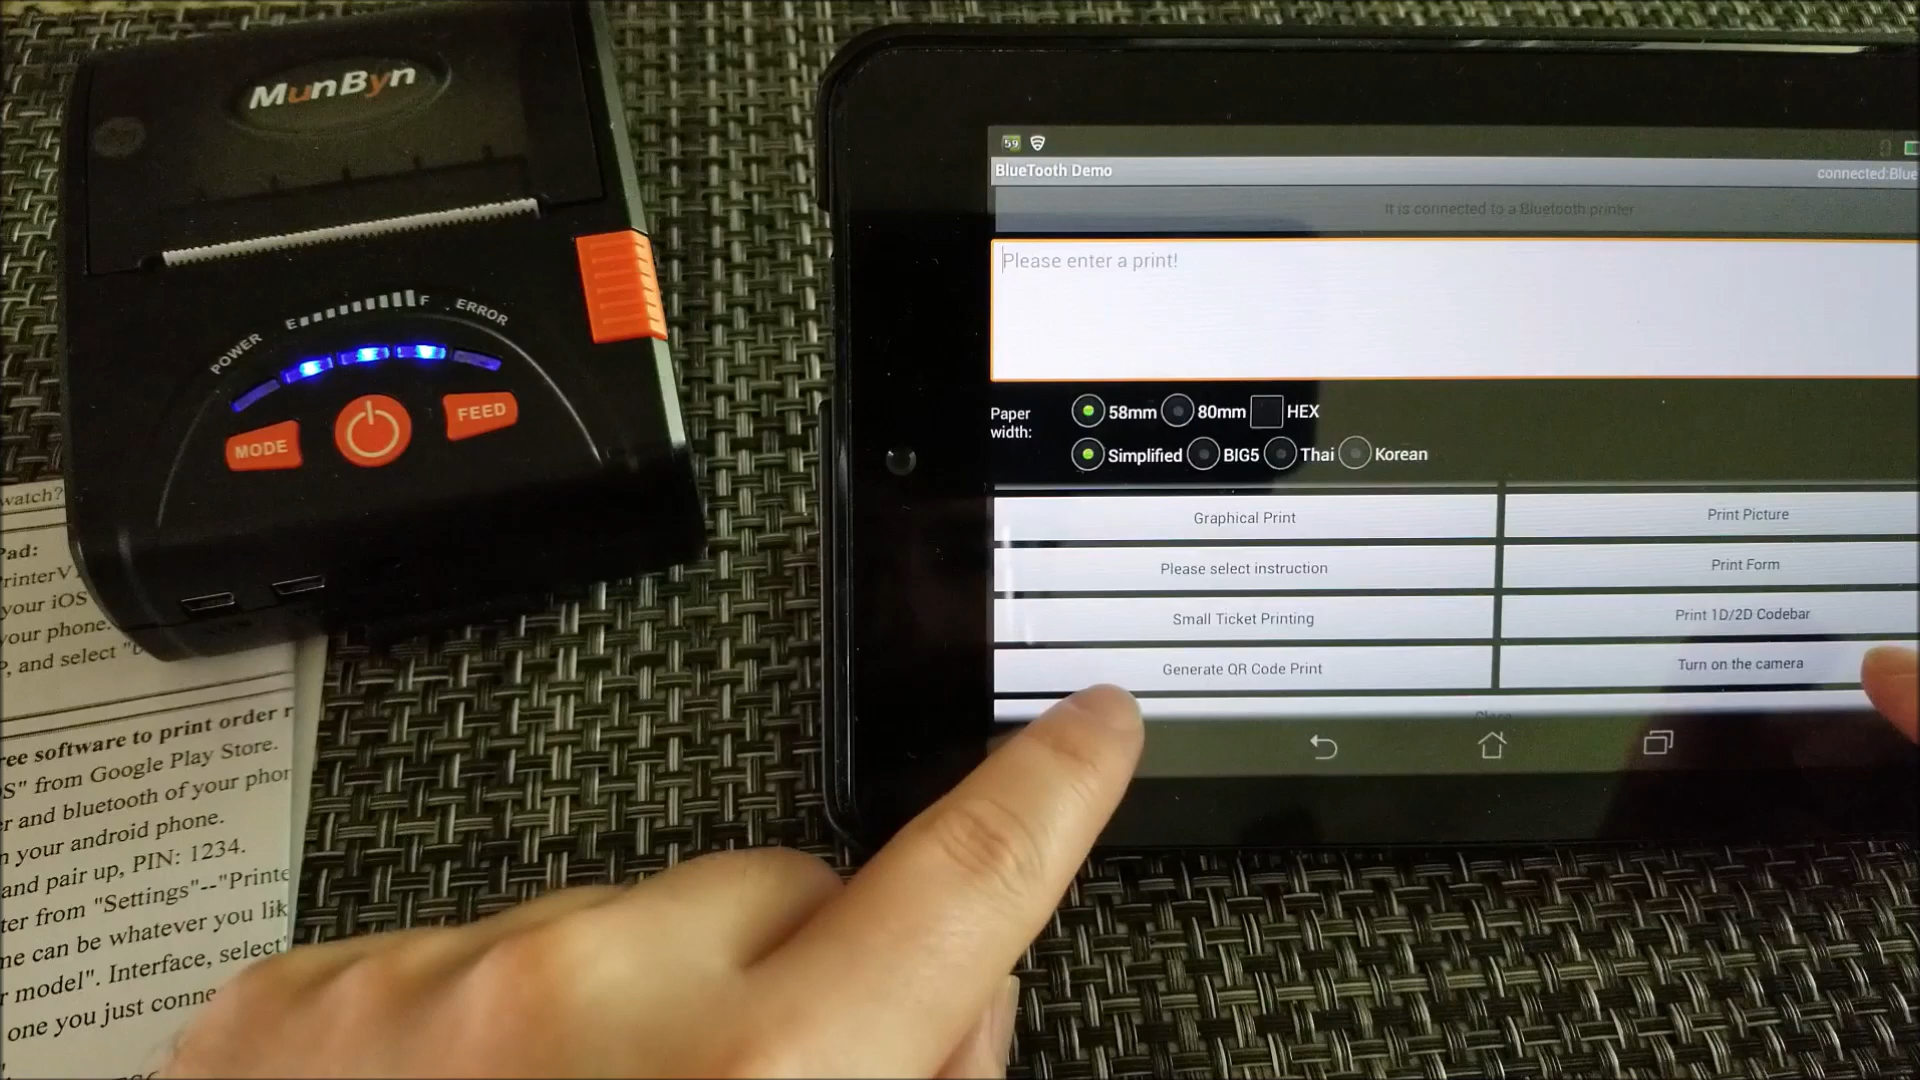 MunByn
POWER
E
F
ERROR
MODE
FEED
59
BlueTooth Demo
connected:Blue
It is connected to a Bluetooth printer
Please enter a print!
Paper width:
58mm
80mm
HEX
Simplified
BIG5
Thai
Korean
Graphical Print
Print Picture
Please select instruction
Print Form
Small Ticket Printing
Print 1D/2D Codebar
Generate QR Code Print
Turn on the camera
watch?
Pad:
rinterV
your iOS
your phone.
P, and select "
ree software to print order r
S" from Google Play Store.
r and bluetooth of your phor
n your android phone.
and pair up, PIN: 1234.
ter from "Settings"--"Printe
me can be whatever you lik
r model". Interface, select"
one you just conne